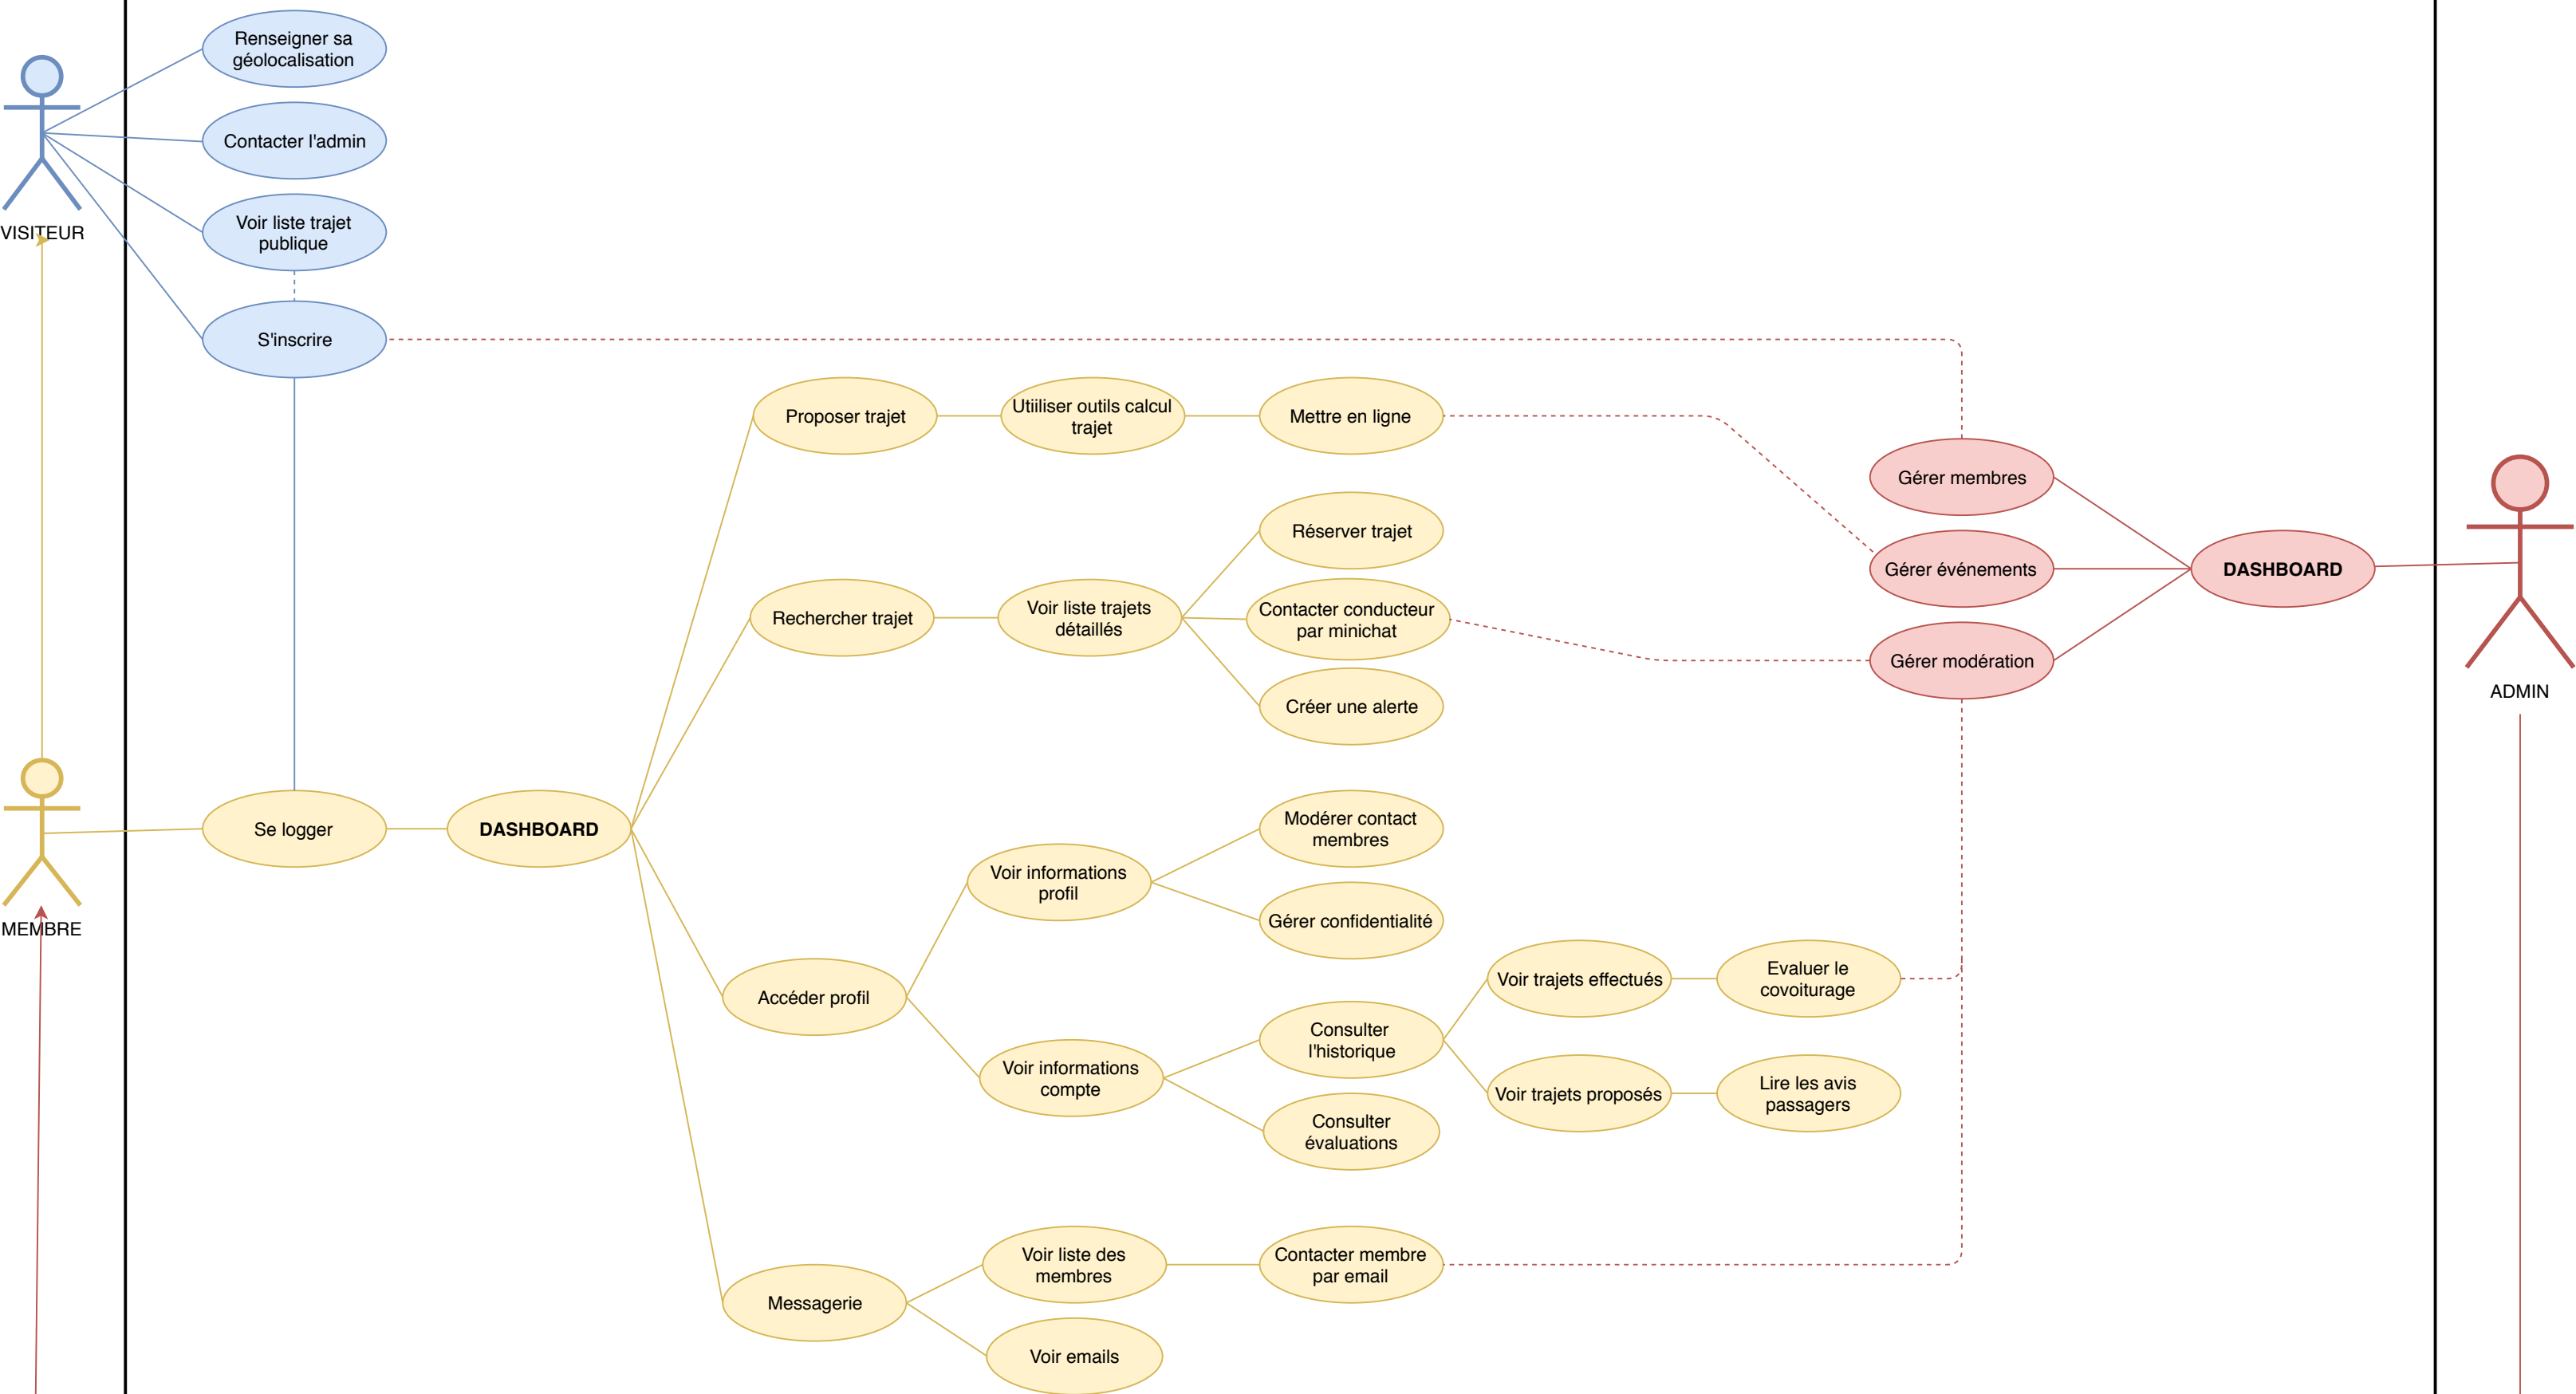 Renseigner sa
géolocalisation
Contacter l'admin
VISITEUR
Voir liste trajet
publique
S'inscrire
Proposer trajet
Utiiliser outils calcul
trajet
Mettre en ligne
Gérer membres
Réserver trajet
Gérer événements
DASHBOARD
Rechercher trajet
Voir liste trajets
détaillés
Contacter conducteur
par minichat
Gérer modération
ADMIN
Créer une alerte
Se logger
DASHBOARD
Modérer contact
membres
Voir informations
profil
Gérer confidentialité
MEMBRE
Accéder profil
Voir trajets effectués
Evaluer le
covoiturage
Consulter
l'historique
Voir informations
compte
Voir trajets proposés
Lire les avis
passagers
Consulter
évaluations
Voir liste des
membres
Contacter membre
par email
Messagerie
Voir emails